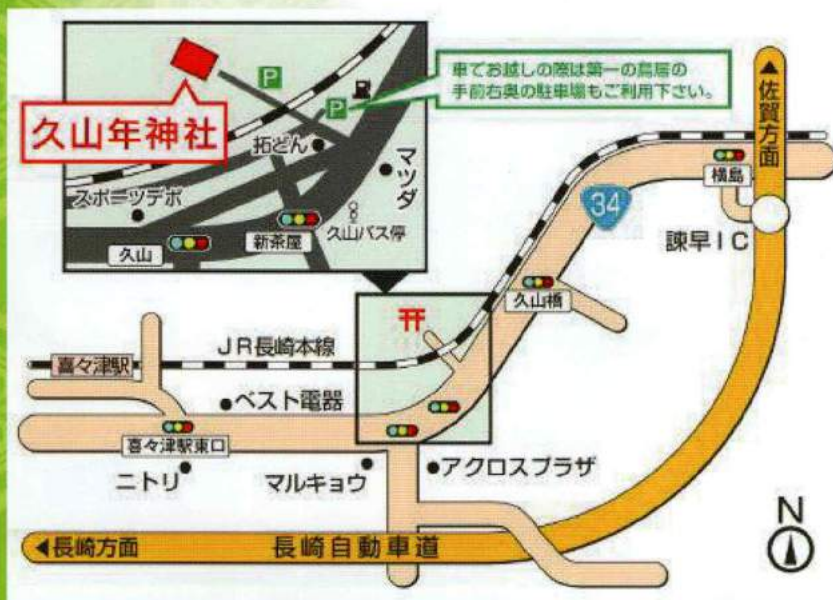 久山年神社
P
P
車でお越しの際は第一の鳥居の
手前右奥の駐車場もご利用下さい。
拓どん
マツダ
スポーツデポ
久山
新茶屋
久山バス停
▲佐賀方面
横島
34
諫早IC
久山橋
JR長崎本線
喜々津駅
ベスト電器
喜々津駅東口
ニトリ
マルキョウ
アクロスプラザ
◀長崎方面
長崎自動車道
N